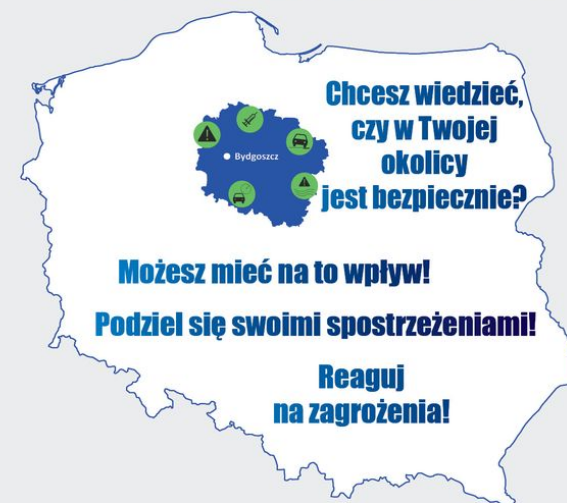 Chcesz wiedzieć,
czy w Twojej
okolicy
jest bezpiecznie?
Bydgoszcz
Możesz mieć na to wpływ!
Podziel się swoimi spostrzeżeniami!
Reaguj
na zagrożenia!